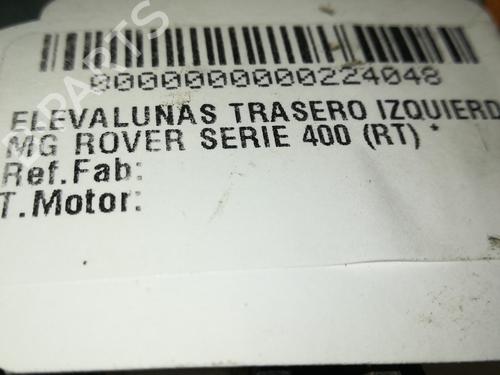 0000000000224048
ELEVALUNAS TRASERO IZQUIERD
MG ROVER SERIE 400 (RT) *
Ref.Fab:
T.Motor: